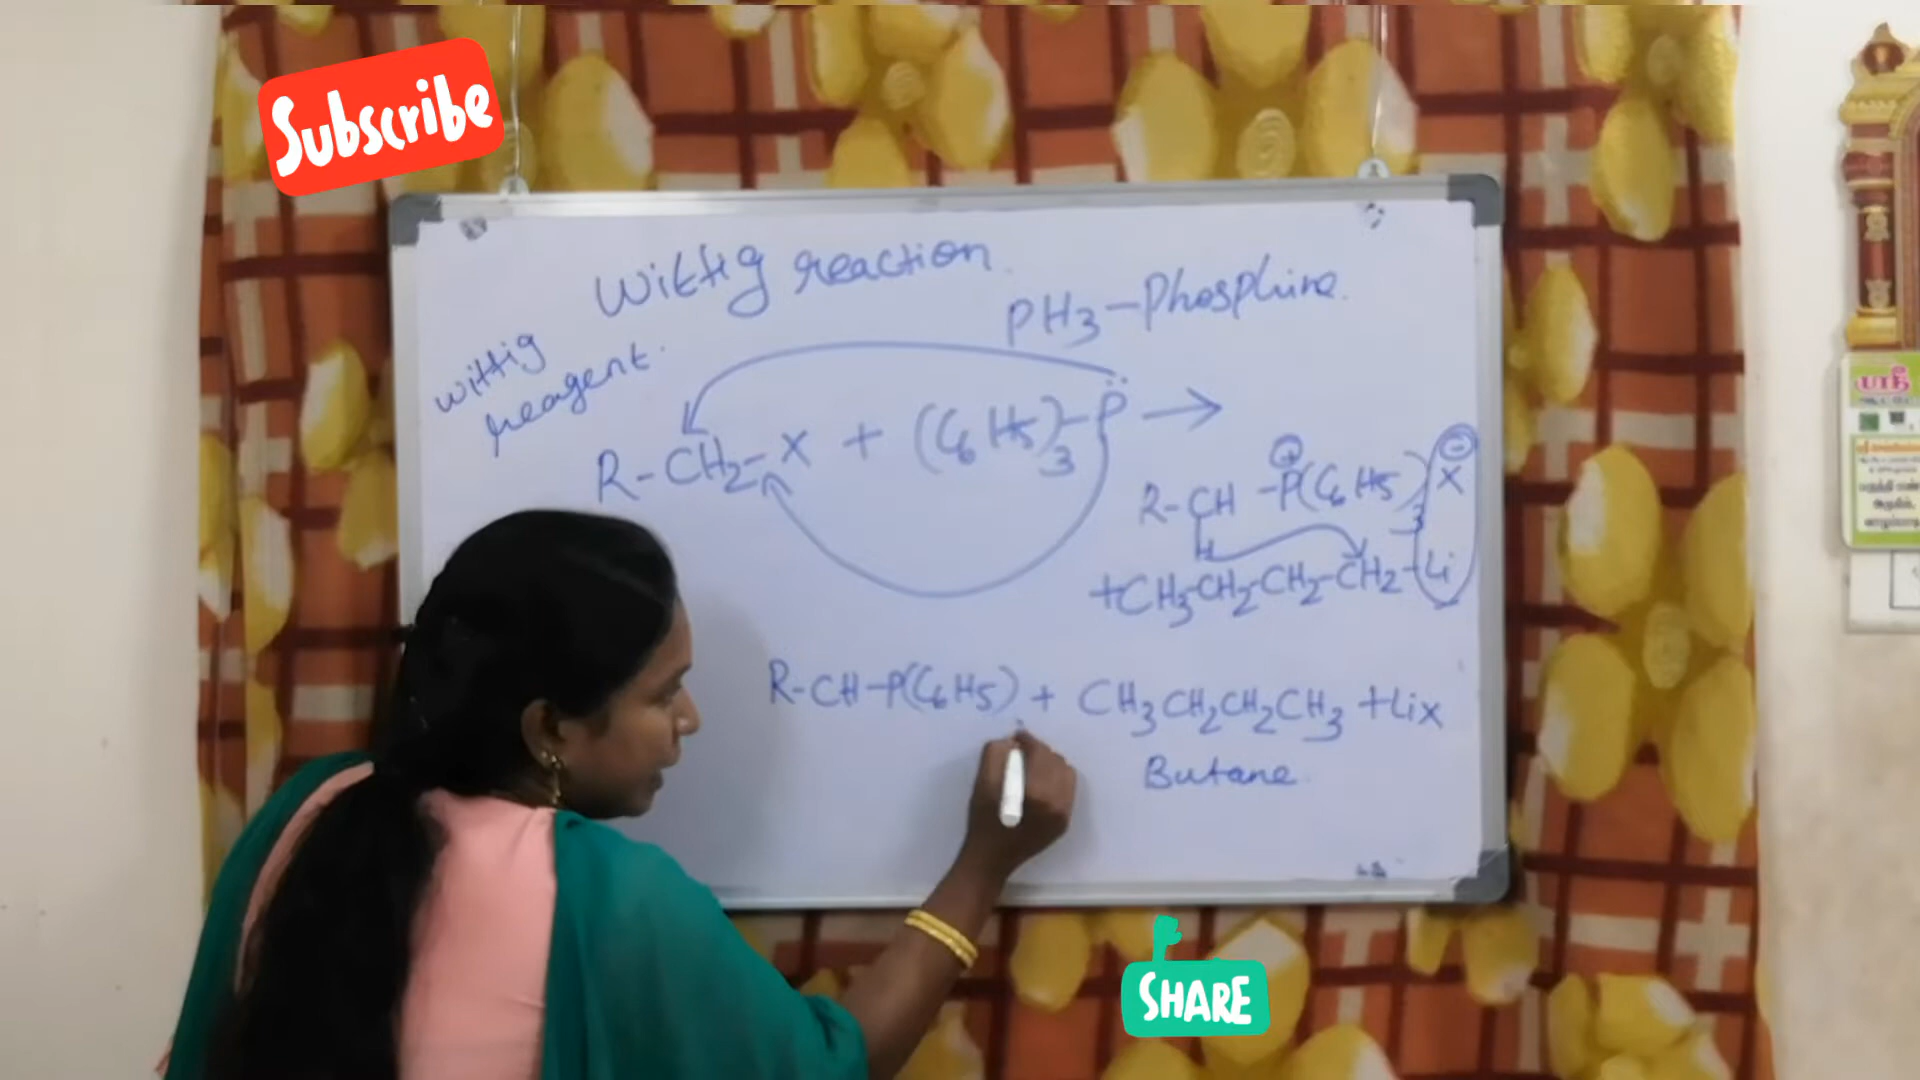 Subscribe
Wittig reaction
PH3-Phosphine.
Wittig
reagent.
R-CH2-X + (C6H5)3-P̈ →
R-CH-P⊕(C6H5)3 X⊖
H
+CH3-CH2-CH2-CH2-Li
R-CH-P(C6H5) + CH3CH2CH2CH3 +Lix
Butane.
SHARE